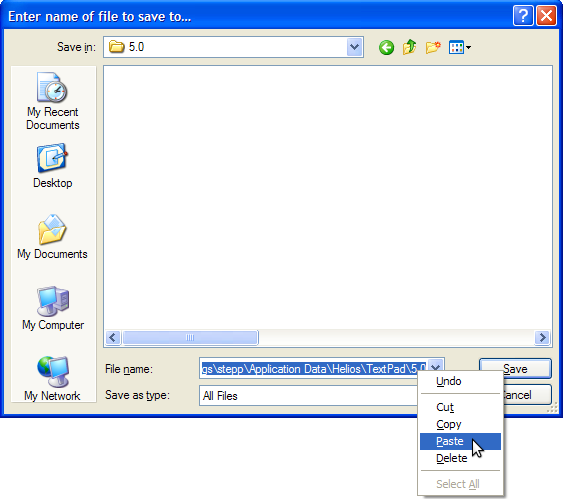 Enter name of file to save to...
Save in:
5.0
My Recent
Documents
Desktop
My Documents
My Computer
My Network
File name:
gs\stepp\Application Data\Helios\TextPad\5.0
Save
Save as type:
All Files
Cancel
Undo
Cut
Copy
Paste
Delete
Select All